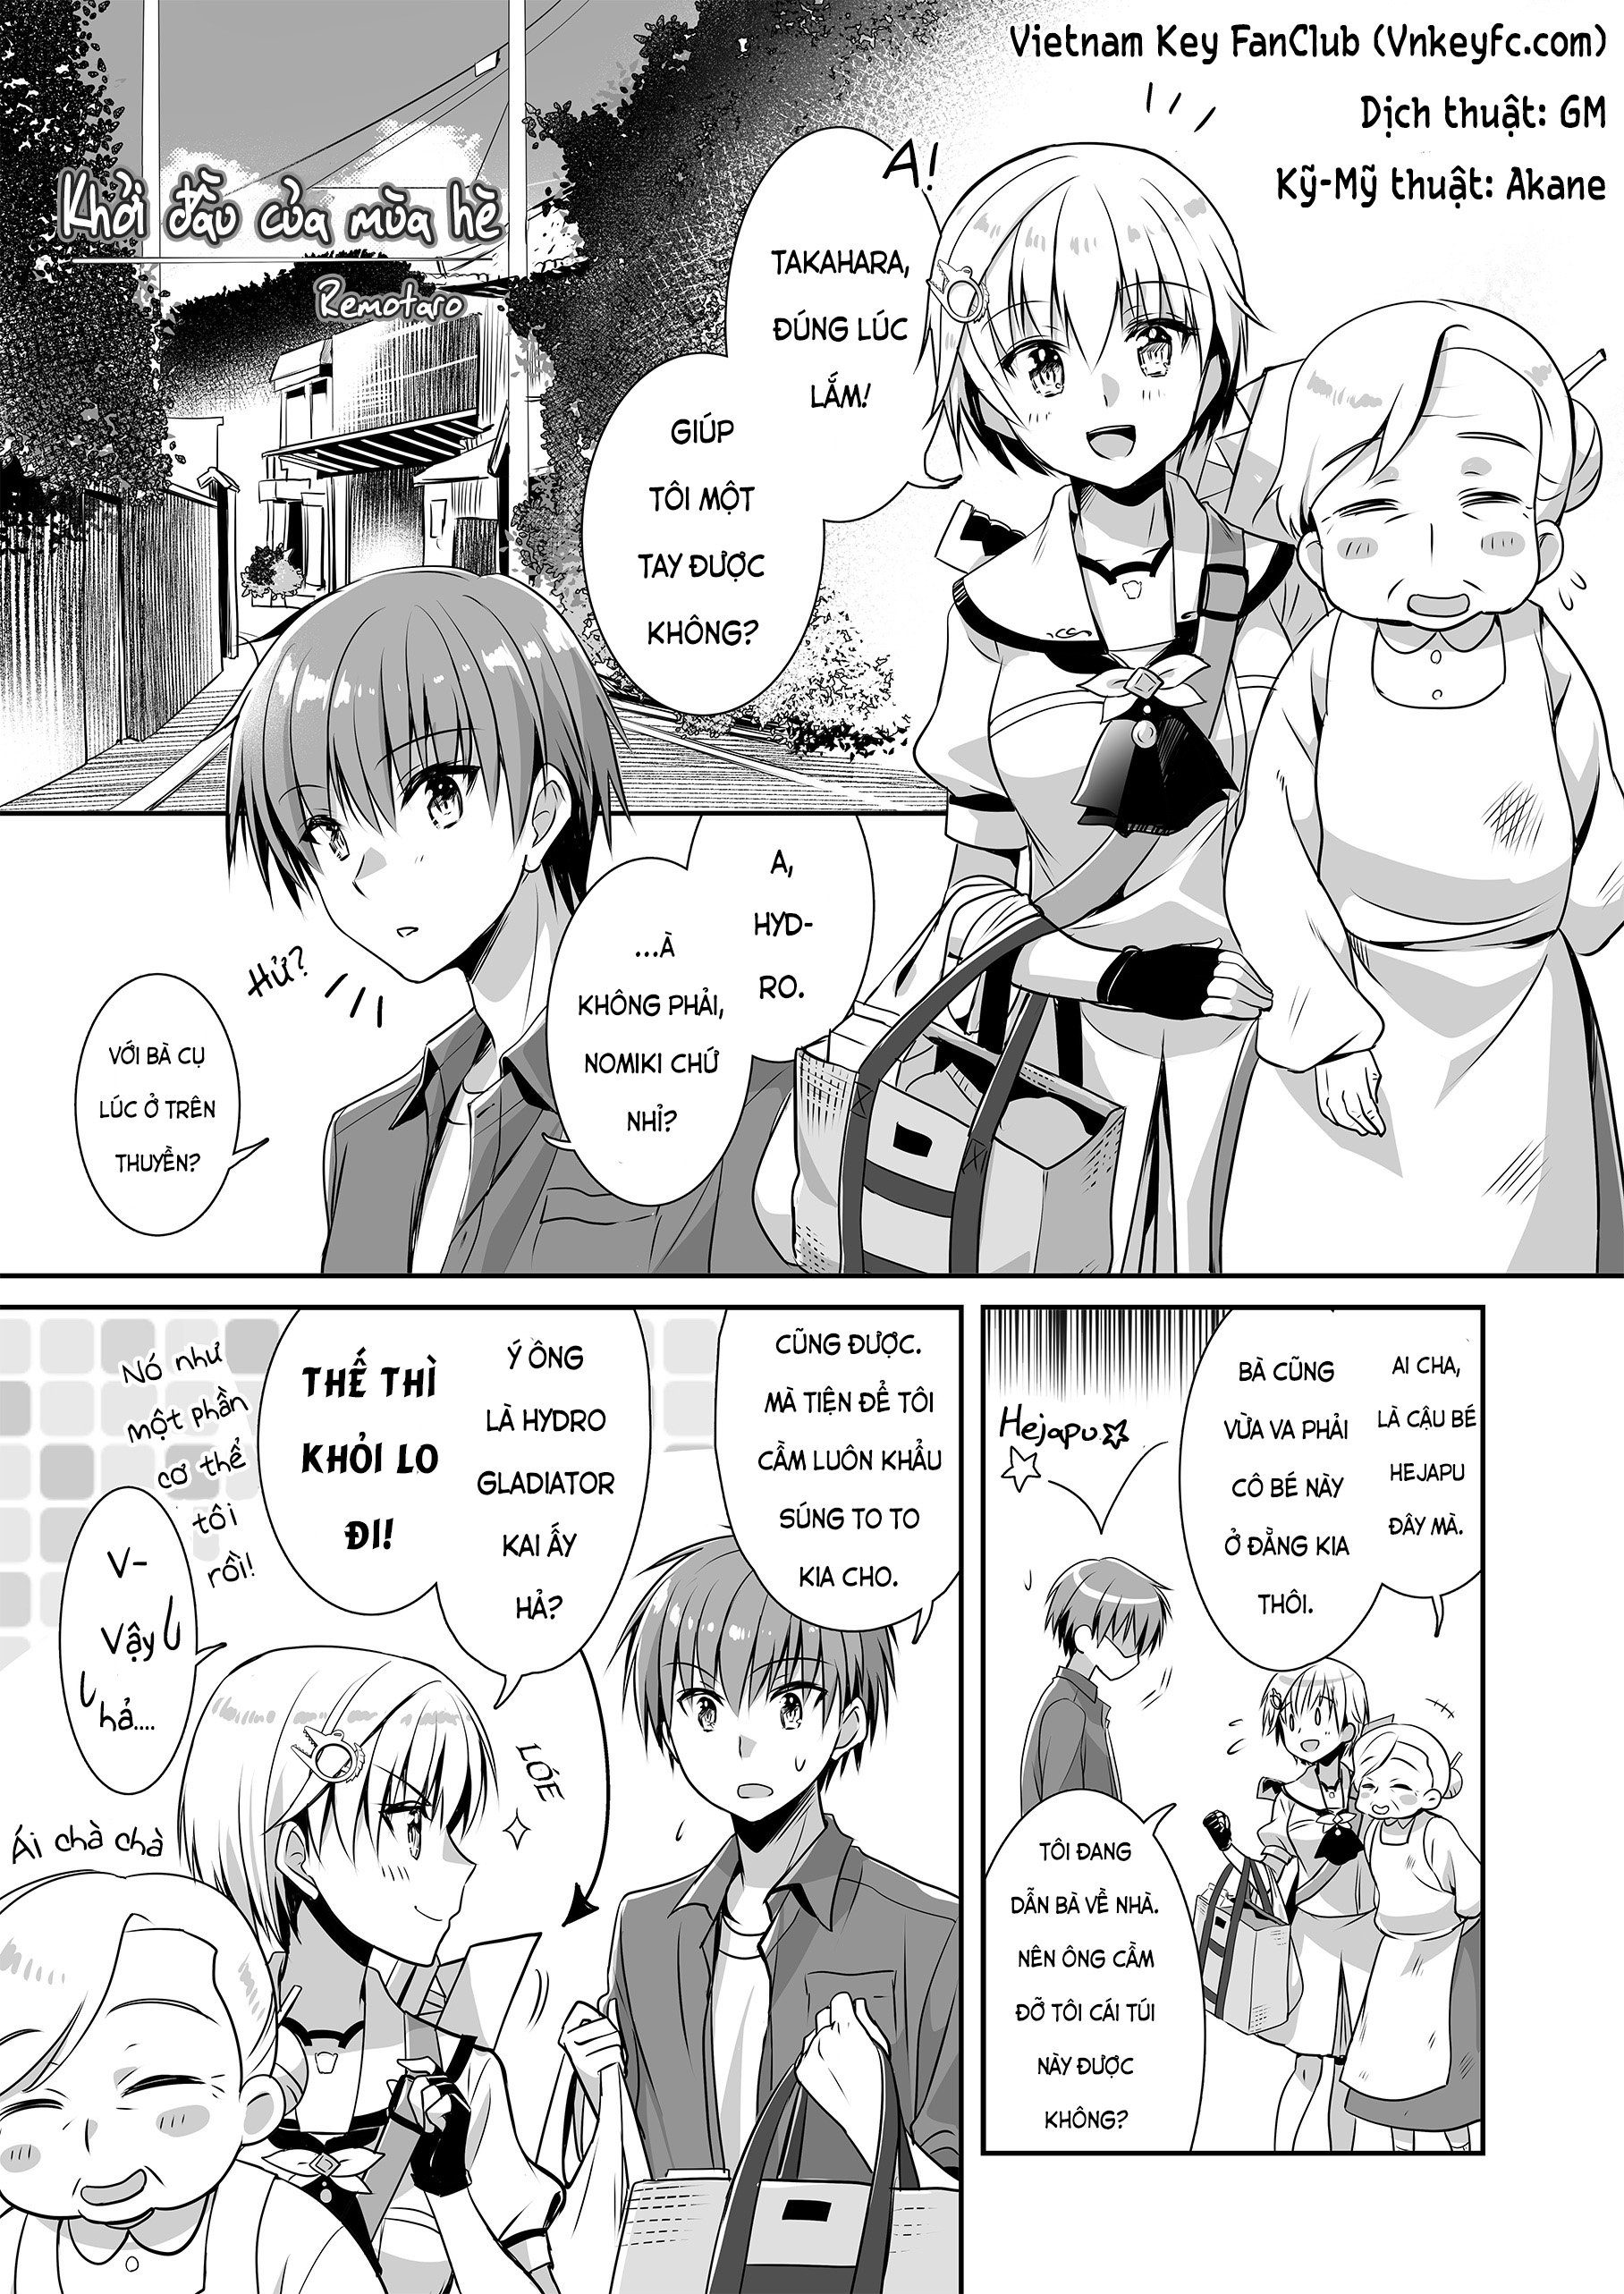 Vietnam Key FanClub (Vnkeyfc.com)
Dịch thuật: GM
Kỹ-Mỹ thuật: Akane
Khởi đầu của mùa hè
Remotaro
A!
TAKAHARA,
ĐÚNG LÚC
LẮM!
GIÚP
TÔI MỘT
TAY ĐƯỢC
KHÔNG?
A,
HYD-
RO.
...À
KHÔNG PHẢI,
NOMIKI CHỨ
NHỈ?
HỬ?
VỚI BÀ CỤ
LÚC Ở TRÊN
THUYỀN?
AI CHA,
LÀ CẬU BÉ
HEJAPU
ĐÂY MÀ.
BÀ CŨNG
VỪA VA PHẢI
CÔ BÉ NÀY
Ở ĐẰNG KIA
THÔI.
Hejapu☆
TÔI ĐANG
DẪN BÀ VỀ NHÀ.
NÊN ÔNG CẦM
ĐỠ TÔI CÁI TÚI
NÀY ĐƯỢC
KHÔNG?
CŨNG ĐƯỢC.
MÀ TIỆN ĐỂ TÔI
CẦM LUÔN KHẨU
SÚNG TO TO
KIA CHO.
Ý ÔNG
LÀ HYDRO
GLADIATOR
KAI ẤY
HẢ?
THẾ THÌ
KHỎI LO
ĐI!
LÓE
Nó như
một phần
cơ thể
tôi
rồi!
V-
Vậy
hả....
Ái chà chà